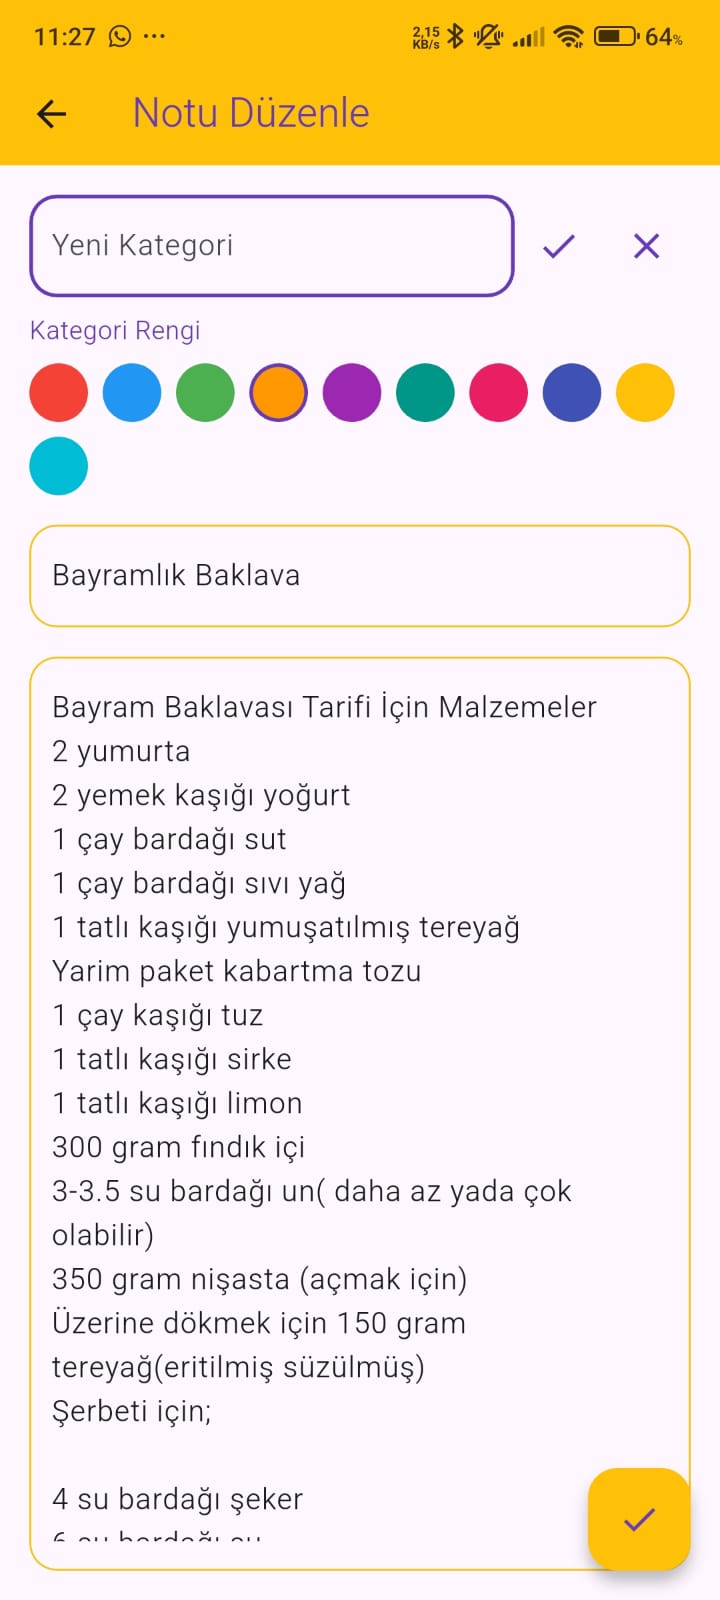 11:27 ... 2,15 KB/s 64%
Notu Düzenle
Yeni Kategori
Kategori Rengi
Bayramlık Baklava
Bayram Baklavası Tarifi İçin Malzemeler
2 yumurta
2 yemek kaşığı yoğurt
1 çay bardağı sut
1 çay bardağı sıvı yağ
1 tatlı kaşığı yumuşatılmış tereyağ
Yarim paket kabartma tozu
1 çay kaşığı tuz
1 tatlı kaşığı sirke
1 tatlı kaşığı limon
300 gram fındık içi
3-3.5 su bardağı un( daha az yada çok
olabilir)
350 gram nişasta (açmak için)
Üzerine dökmek için 150 gram
tereyağ(eritilmiş süzülmüş)
Şerbeti için;
4 su bardağı şeker
6 su bardağı su